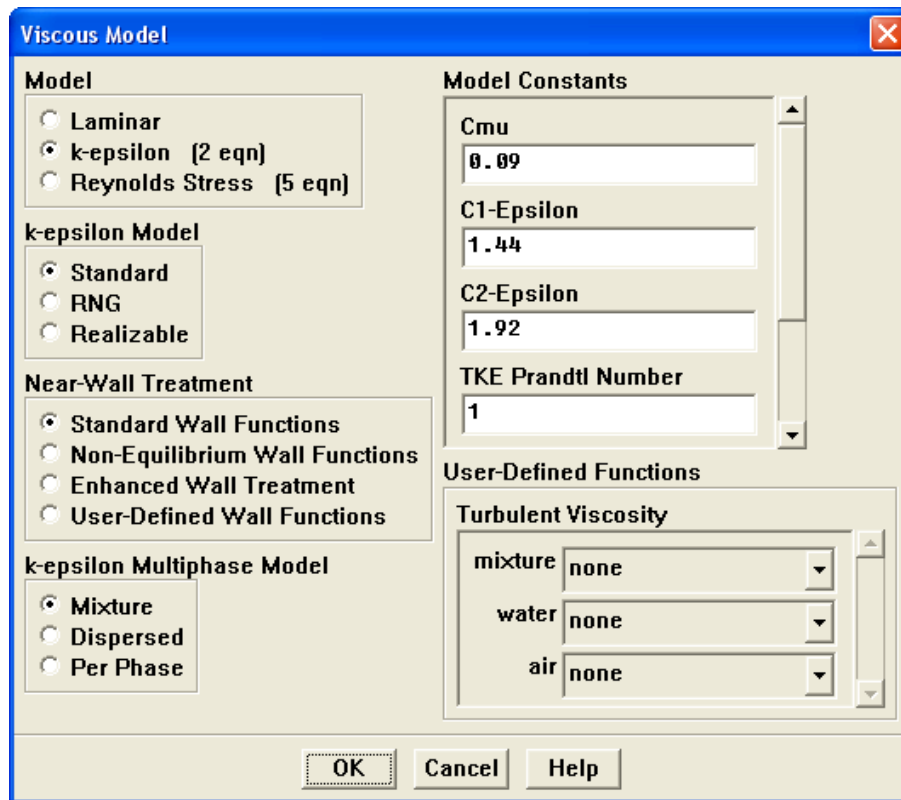 Viscous Model
Model
Laminar
k-epsilon (2 eqn)
Reynolds Stress (5 eqn)
k-epsilon Model
Standard
RNG
Realizable
Near-Wall Treatment
Standard Wall Functions
Non-Equilibrium Wall Functions
Enhanced Wall Treatment
User-Defined Wall Functions
k-epsilon Multiphase Model
Mixture
Dispersed
Per Phase
Model Constants
Cmu
0.09
C1-Epsilon
1.44
C2-Epsilon
1.92
TKE Prandtl Number
1
User-Defined Functions
Turbulent Viscosity
mixture none
water none
air none
OK Cancel Help